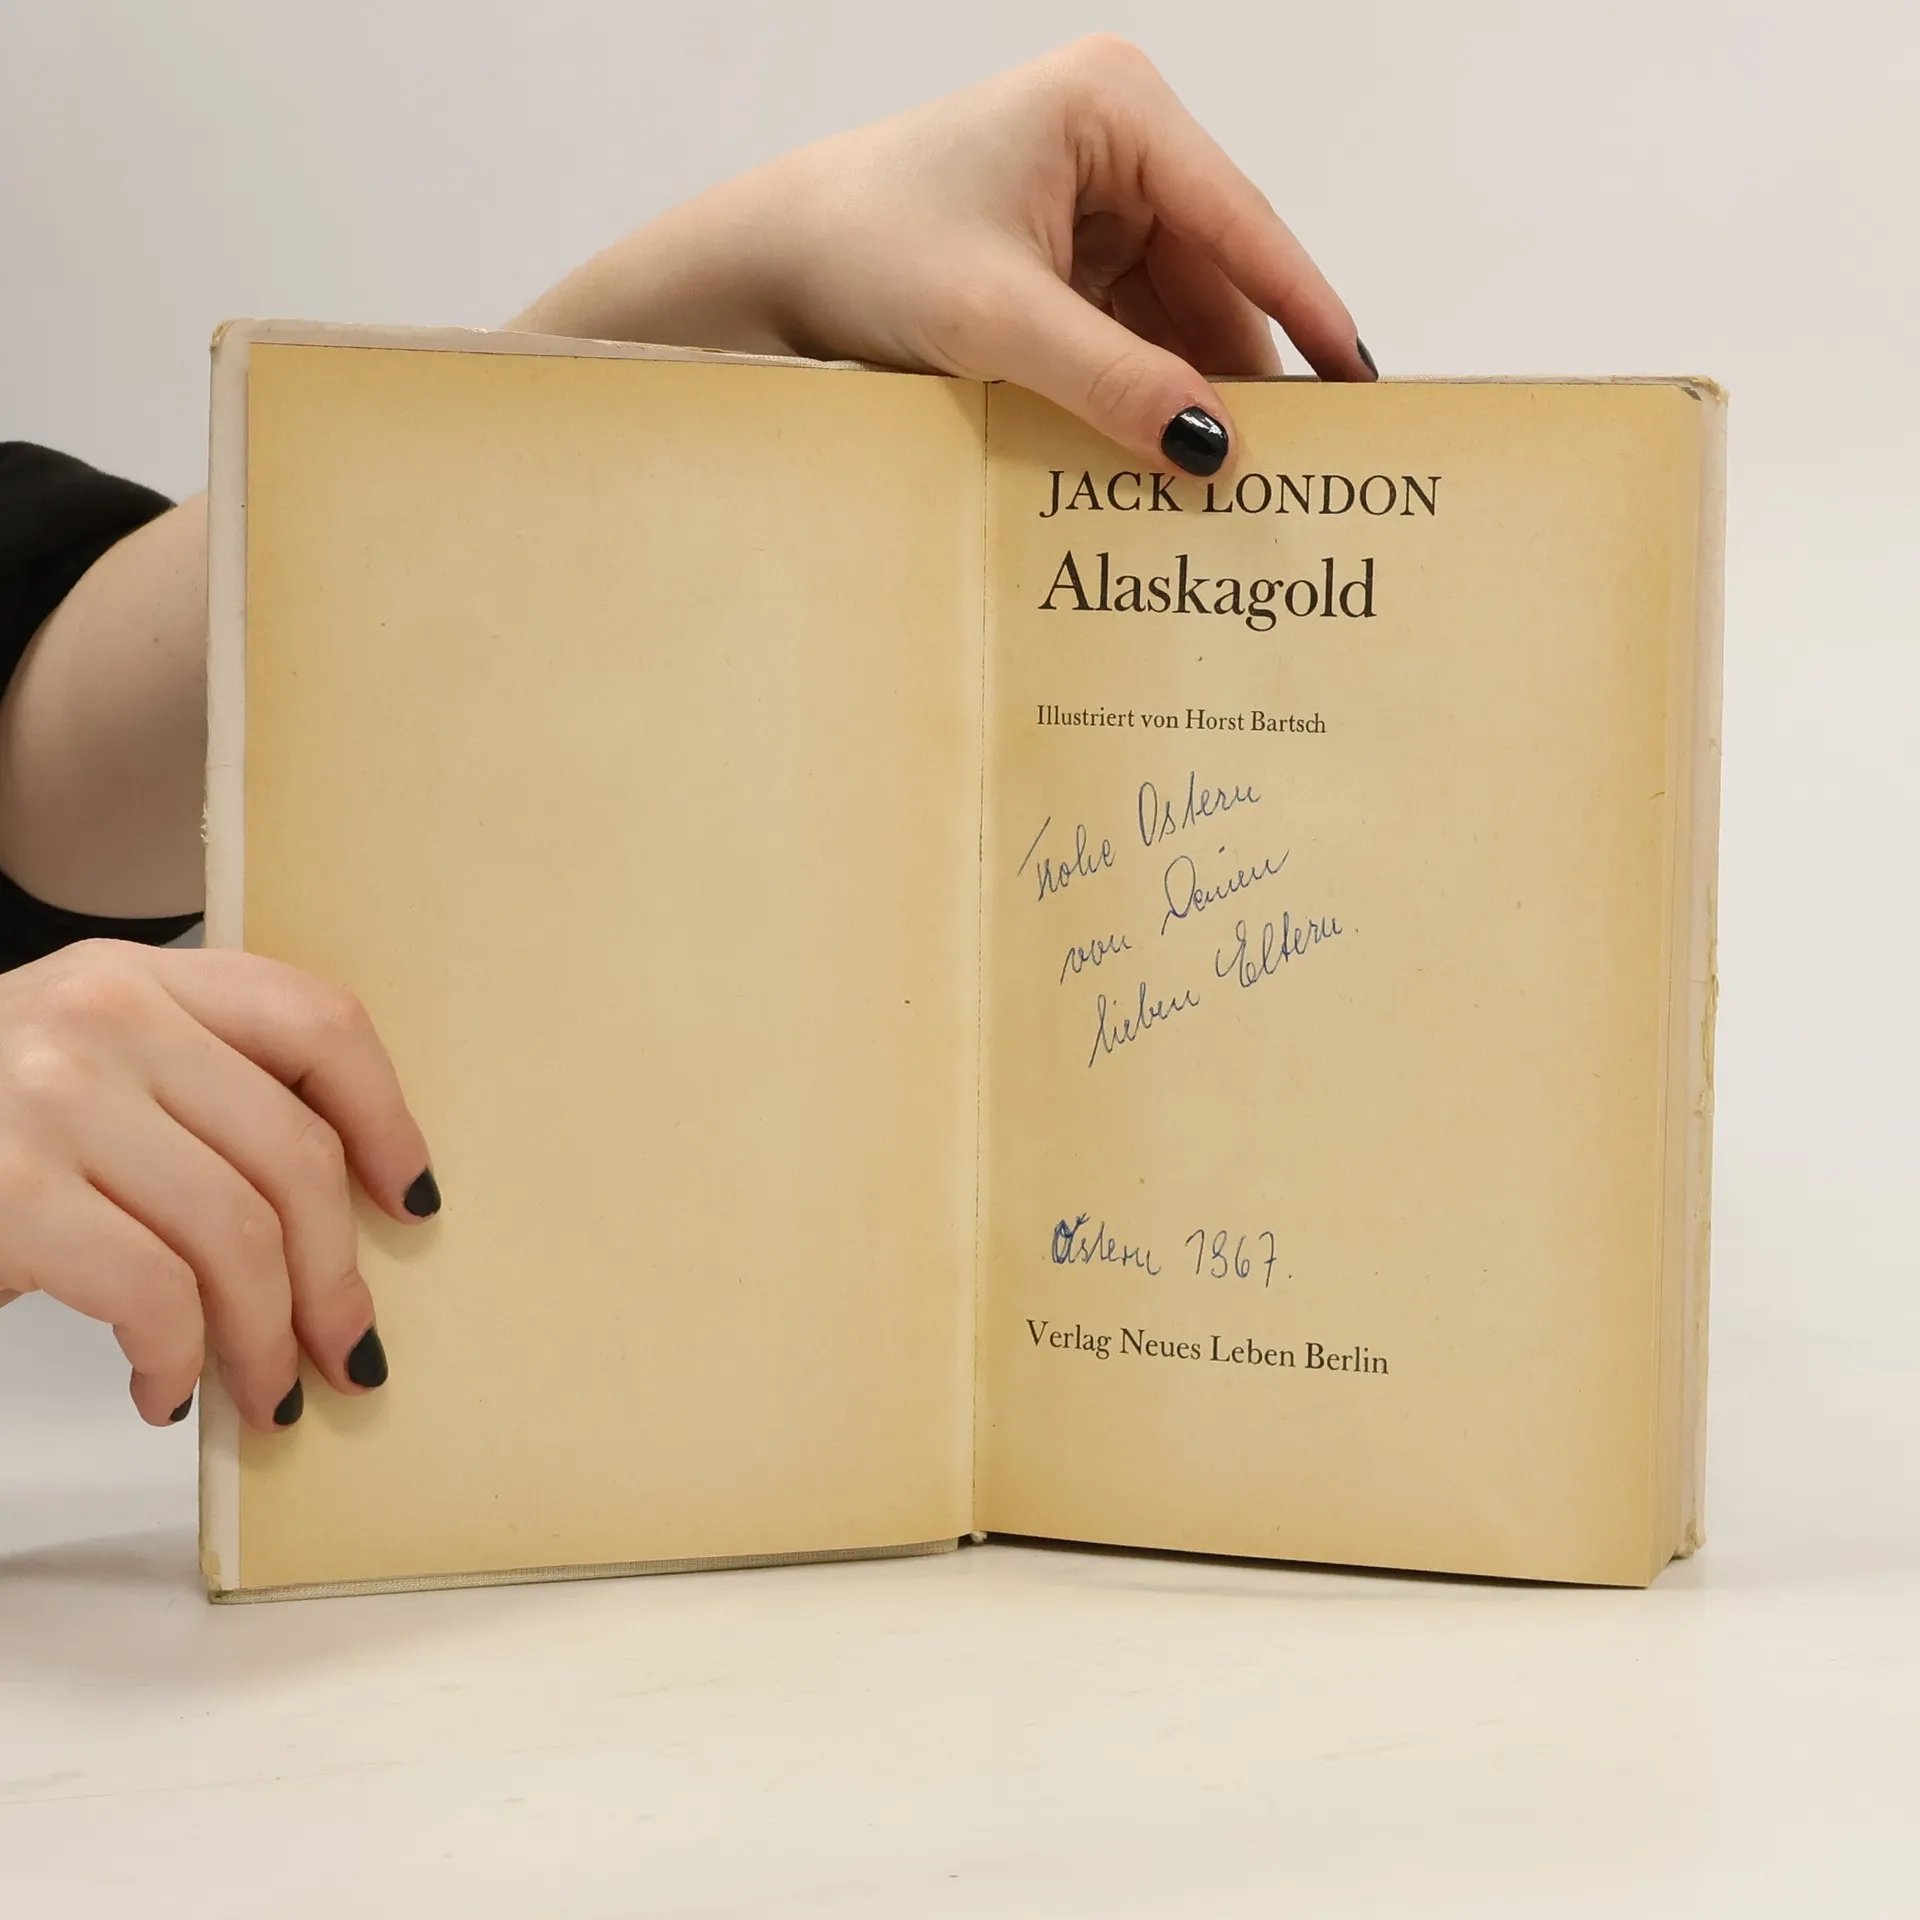 JACK LONDON
Alaskagold
Illustriert von Horst Bartsch
Frohe Ostern
von Deinen
lieben Eltern.
Ostern 1967.
Verlag Neues Leben Berlin